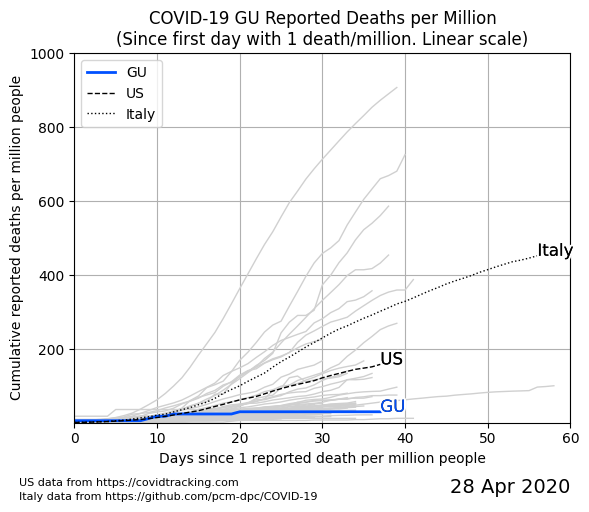 COVID-19 GU Reported Deaths per Million
(Since first day with 1 death/million. Linear scale)
Cumulative reported deaths per million people
1000
800
600
400
200
GU
US
Italy
Italy
US
GU
0
10
20
30
40
50
60
Days since 1 reported death per million people
US data from https://covidtracking.com
Italy data from https://github.com/pcm-dpc/COVID-19
28 Apr 2020